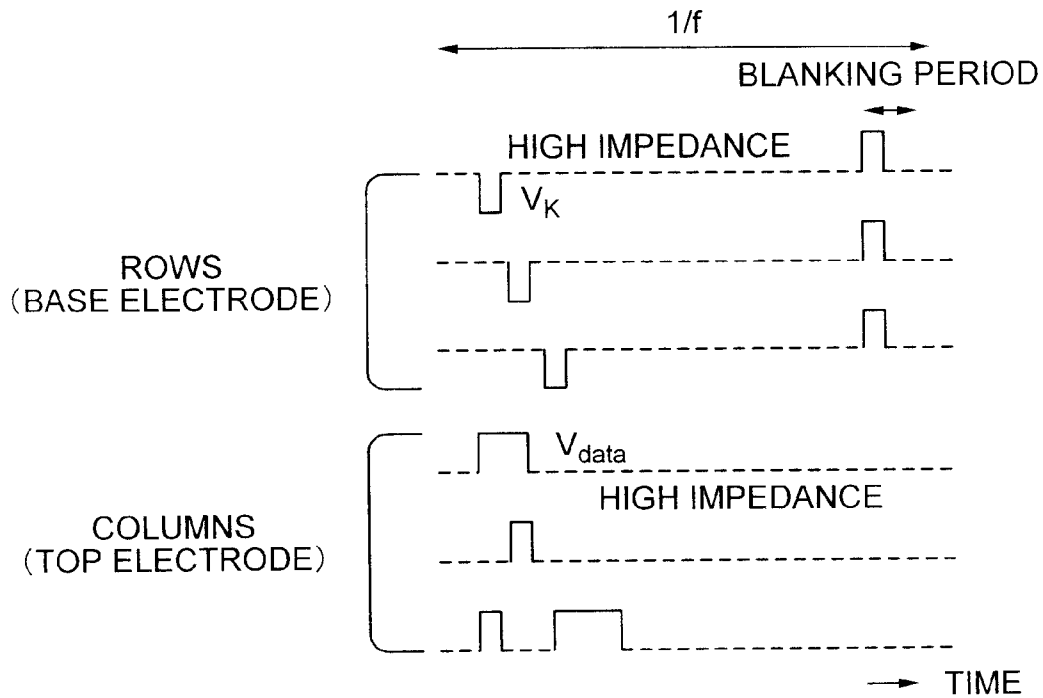 1/f
BLANKING PERIOD
HIGH IMPEDANCE
V_K
ROWS
(BASE ELECTRODE)
V_data
HIGH IMPEDANCE
COLUMNS
(TOP ELECTRODE)
TIME